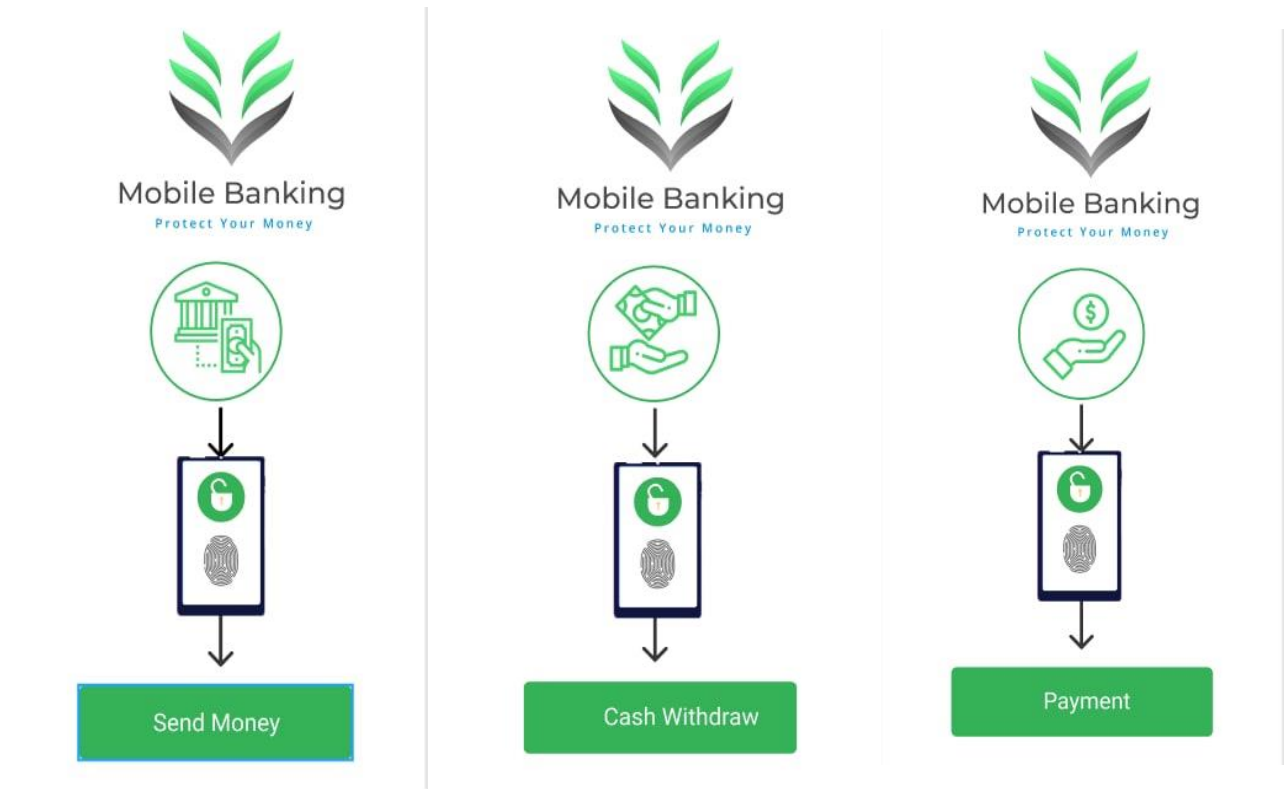 Mobile Banking
Protect Your Money
$
Send Money
Mobile Banking
Protect Your Money
Cash Withdraw
Mobile Banking
Protect Your Money
$
Payment